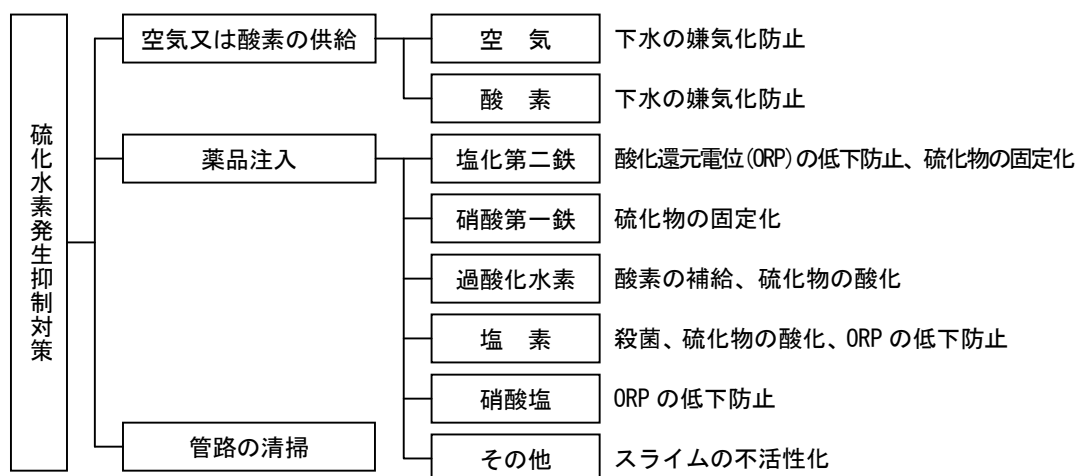 硫化水素発生抑制対策
空気又は酸素の供給
空 気 下水の嫌気化防止
酸 素 下水の嫌気化防止
薬品注入
塩化第二鉄 酸化還元電位(ORP)の低下防止、硫化物の固定化
硝酸第一鉄 硫化物の固定化
過酸化水素 酸素の補給、硫化物の酸化
塩 素 殺菌、硫化物の酸化、ORP の低下防止
硝酸塩 ORP の低下防止
その他 スライムの不活性化
管路の清掃